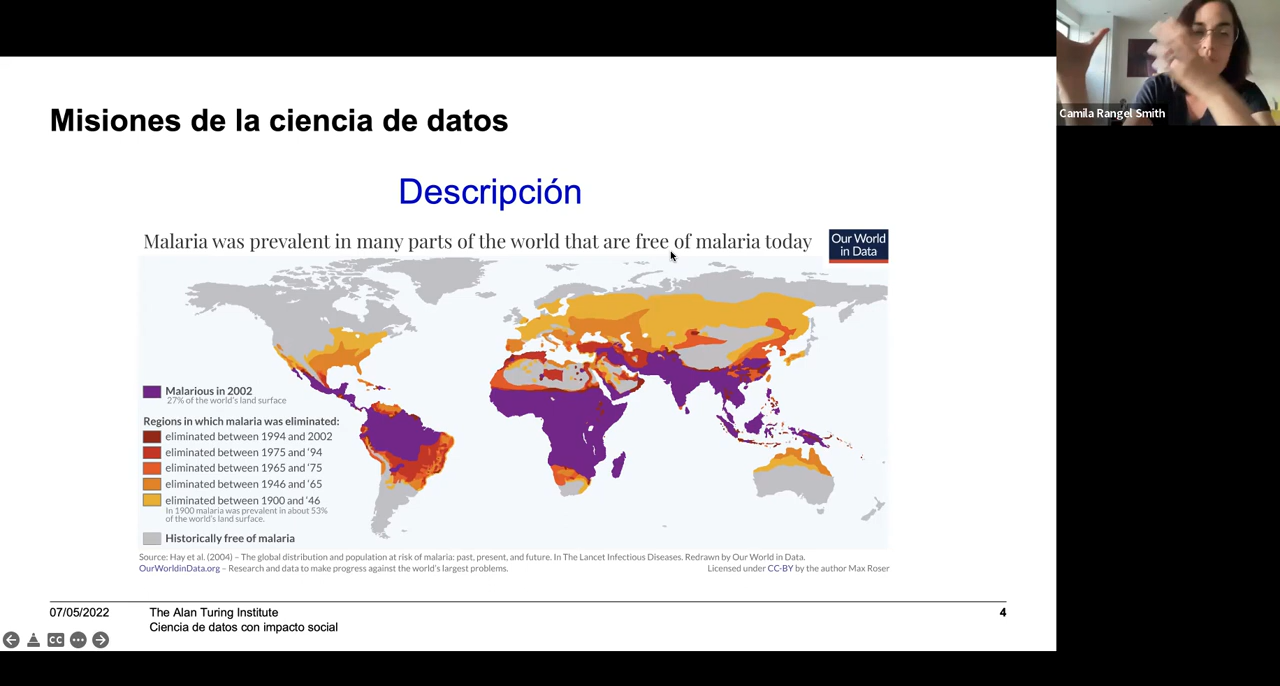 Camila Rangel Smith
Misiones de la ciencia de datos
Descripción
Malaria was prevalent in many parts of the world that are free of malaria today
Our World
in Data
Malarious in 2002
27% of the world's land surface
Regions in which malaria was eliminated:
eliminated between 1994 and 2002
eliminated between 1975 and '94
eliminated between 1965 and '75
eliminated between 1946 and '65
eliminated between 1900 and '46
In 1900 malaria was prevalent in about 53%
of the world's land surface.
Historically free of malaria
Source: Hay et al. (2004) – The global distribution and population at risk of malaria: past, present, and future. In The Lancet Infectious Diseases. Redrawn by Our World in Data.
OurWorldinData.org – Research and data to make progress against the world's largest problems.
Licensed under CC-BY by the author Max Roser
07/05/2022
The Alan Turing Institute
4
Ciencia de datos con impacto social
CC